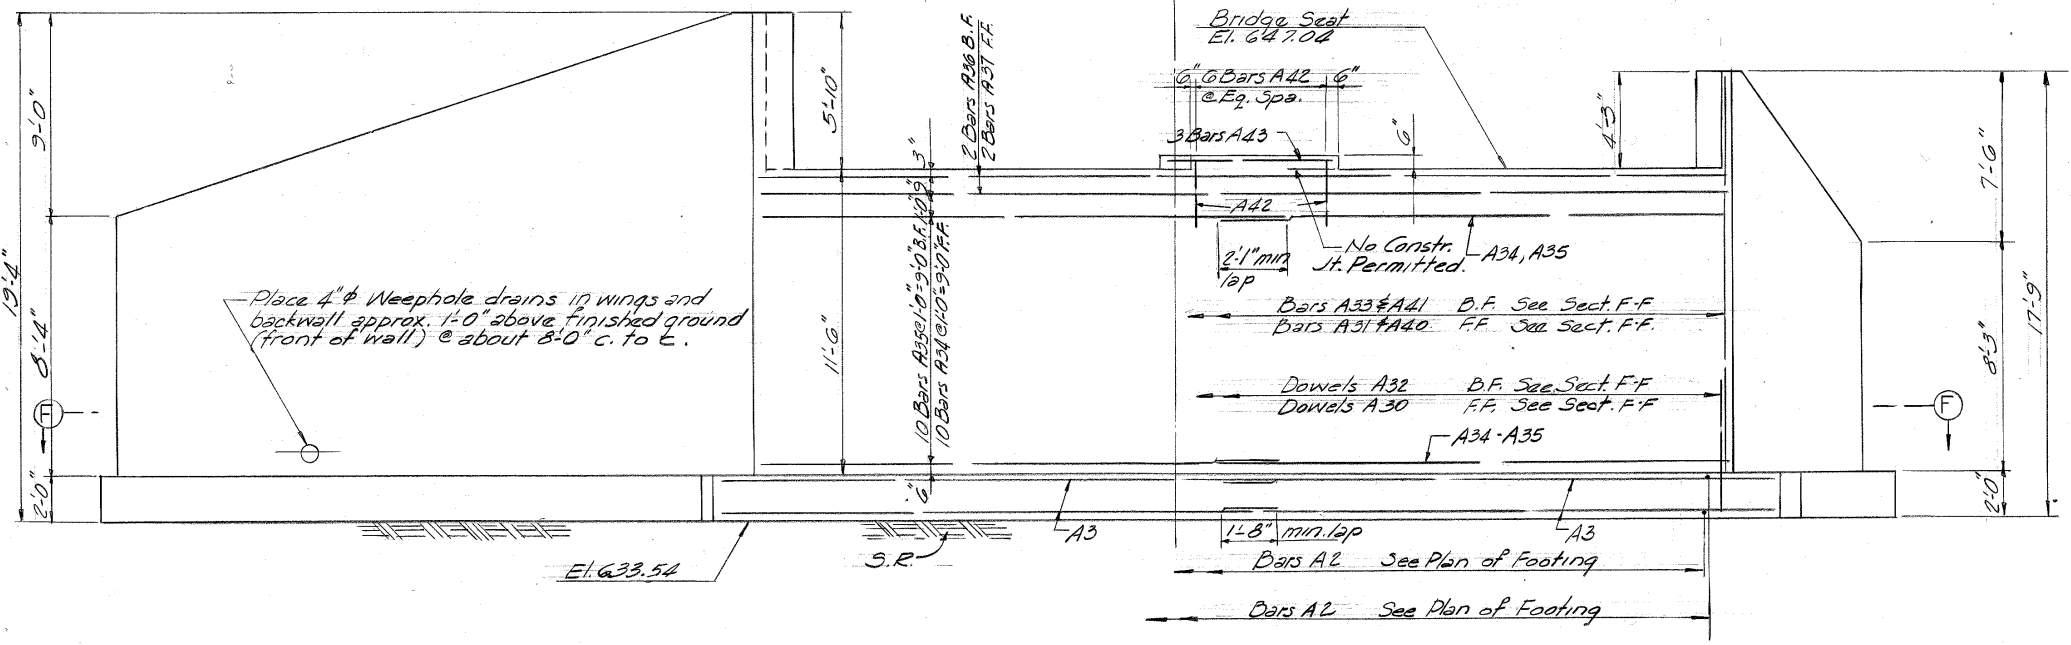 Bridge Seat
El. 647.04
6" 6 Bars A42 6"
@ Eq. Spa.
3 Bars A43
6"
4'-3"
7'-6"
17'-9"
8'-3"
2'-0"
9'-0"
19'-4"
8'-4"
2'-0"
5'-10"
11'-6"
2 Bars A36 B.F.
2 Bars A37 F.F.
3"
9"
10 Bars A35@1'-0"=9'-0" B.F. 1'-0"
10 Bars A34@1'-0"=9'-0" F.F.
6"
A42
2'-1" min
lap
No Constr.
Jt. Permitted.
A34, A35
Place 4"φ Weephole drains in wings and
backwall approx. 1'-0" above finished ground
(front of wall) @ about 8'-0" c. to c.
Bars A33 & A41 B.F. See Sect. F-F
Bars A31 & A40 F.F. See Sect. F-F.
Dowels A32 B.F. See Sect. F-F
Dowels A30 F.F. See Sect. F-F
A34-A35
F
F
A3
A3
1'-8" min. lap
S.R.
El. 633.54
Bars A2 See Plan of Footing
Bars A2 See Plan of Footing